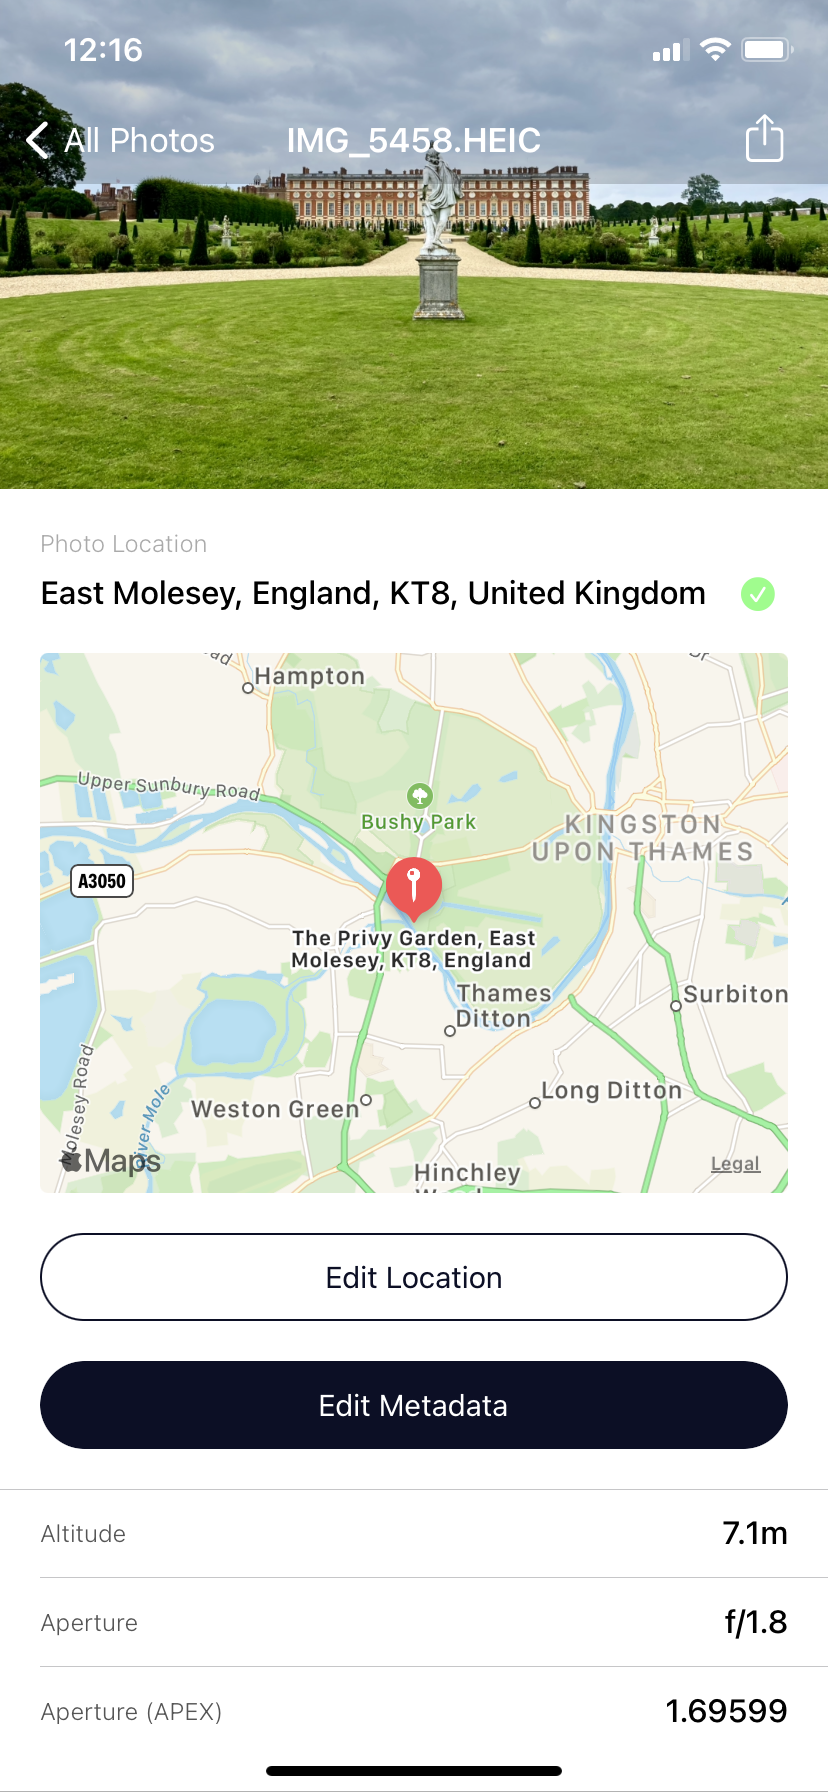 12:16
All Photos
IMG_5458.HEIC
Photo Location
East Molesey, England, KT8, United Kingdom
Hampton
Upper Sunbury Road
Bushy Park
KINGSTON
UPON THAMES
A3050
The Privy Garden, East
Molesey, KT8, England
Thames
Ditton
Surbiton
Long Ditton
Weston Green
River Mole
Molesey Road
Maps
Hinchley
Legal
Edit Location
Edit Metadata
Altitude
7.1m
Aperture
f/1.8
Aperture (APEX)
1.69599